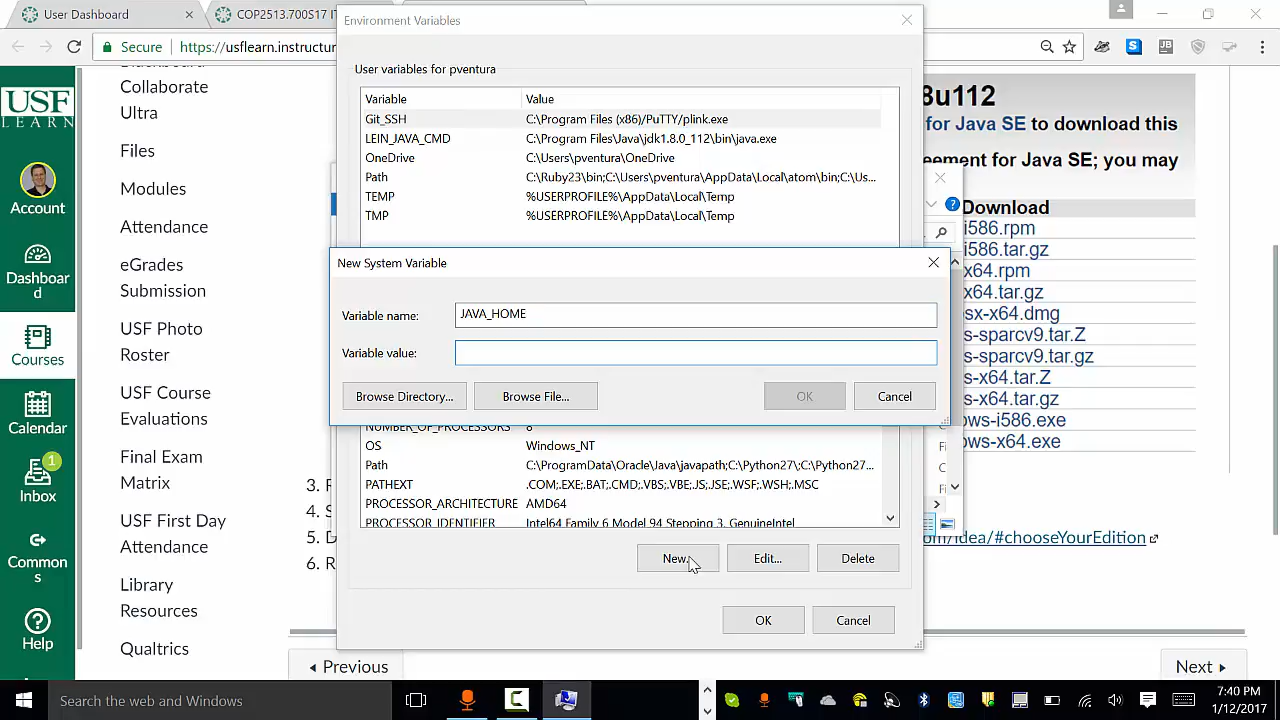 User Dashboard
COP2513.700S17 IT
Secure
https://usflearn.instructur
USF
LEARN
Account
Dashboar
d
Courses
Calendar
1
Inbox
Common
s
Help
Collaborate
Ultra
Files
Modules
Attendance
eGrades
Submission
USF Photo
Roster
USF Course
Evaluations
Final Exam
Matrix
USF First Day
Attendance
Library
Resources
Qualtrics
Environment Variables
User variables for pventura
Variable Value
Git_SSH C:\Program Files (x86)/PuTTY/plink.exe
LEIN_JAVA_CMD C:\Program Files\Java\jdk1.8.0_112\bin\java.exe
OneDrive C:\Users\pventura\OneDrive
Path C:\Ruby23\bin;C:\Users\pventura\AppData\Local\atom\bin;C:\Us...
TEMP %USERPROFILE%\AppData\Local\Temp
TMP %USERPROFILE%\AppData\Local\Temp
New System Variable
Variable name: JAVA_HOME
Variable value:
Browse Directory... Browse File... OK Cancel
NUMBER_OF_PROCESSORS 8
OS Windows_NT
Path C:\ProgramData\Oracle\Java\javapath;C:\Python27\;C:\Python27...
PATHEXT .COM;.EXE;.BAT;.CMD;.VBS;.VBE;.JS;.JSE;.WSF;.WSH;.MSC
PROCESSOR_ARCHITECTURE AMD64
PROCESSOR_IDENTIFIER Intel64 Family 6 Model 94 Stepping 3, GenuineIntel
New... Edit... Delete
OK Cancel
8u112
for Java SE to download this
eement for Java SE; you may
Download
i586.rpm
i586.tar.gz
x64.rpm
x64.tar.gz
sx-x64.dmg
s-sparcv9.tar.Z
s-sparcv9.tar.gz
s-x64.tar.Z
s-x64.tar.gz
ows-i586.exe
ows-x64.exe
3. R
4. S
5. D
om/idea/#chooseYourEdition
6. R
Previous
Next
Search the web and Windows
7:40 PM
1/12/2017